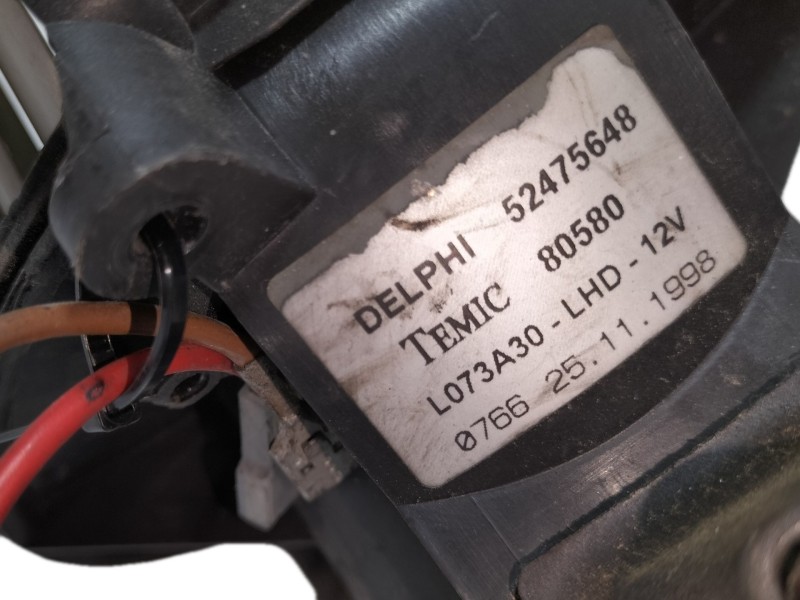 DELPHI 52475648
TEMIC 80580
L073A30 - LHD - 12V
0766 25.11.1998